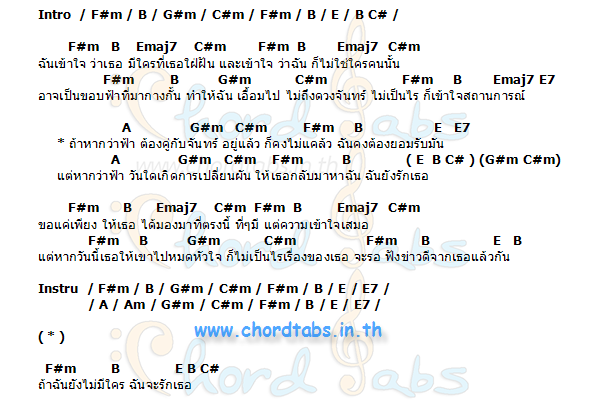 Intro / F#m / B / G#m / C#m / F#m / B / E / B C# /
F#m B Emaj7 C#m F#m B Emaj7 C#m
ฉันเข้าใจ ว่าเธอ มีใครที่เธอใฝ่ฝัน และเข้าใจ ว่าฉัน ก็ไม่ใช่ใครคนนั้น
F#m B G#m C#m F#m B Emaj7 E7
อาจเป็นขอบฟ้าที่มากางกั้น ทำให้ฉัน เอื้อมไป ไม่ถึงดวงจันทร์ ไม่เป็นไร ก็เข้าใจสถานการณ์
A G#m C#m F#m B E E7
* ถ้าหากว่าฟ้า ต้องคู่กับจันทร์ อยู่แล้ว ก็คงไม่แคล้ว ฉันคงต้องยอมรับมัน
A G#m C#m F#m B ( E B C# ) (G#m C#m)
แต่หากว่าฟ้า วันใดเกิดการเปลี่ยนผัน ให้เธอกลับมาหาฉัน ฉันยังรักเธอ
F#m B Emaj7 C#m F#m B Emaj7 C#m
ขอแค่เพียง ให้เธอ ได้มองมาที่ตรงนี้ ที่ๆมี แต่ความเข้าใจเสมอ
F#m B G#m C#m F#m B E B
แต่หากวันนี้เธอให้เขาไปหมดหัวใจ ก็ไม่เป็นไรเรื่องของเธอ จะรอ ฟังข่าวดีจากเธอแล้วกัน
Instru / F#m / B / G#m / C#m / F#m / B / E / E7 /
/ A / Am / G#m / C#m / F#m / B / E / E7 /
www.chordtabs.in.th
( * )
F#m B E B C#
ถ้าฉันยังไม่มีใคร ฉันจะรักเธอ